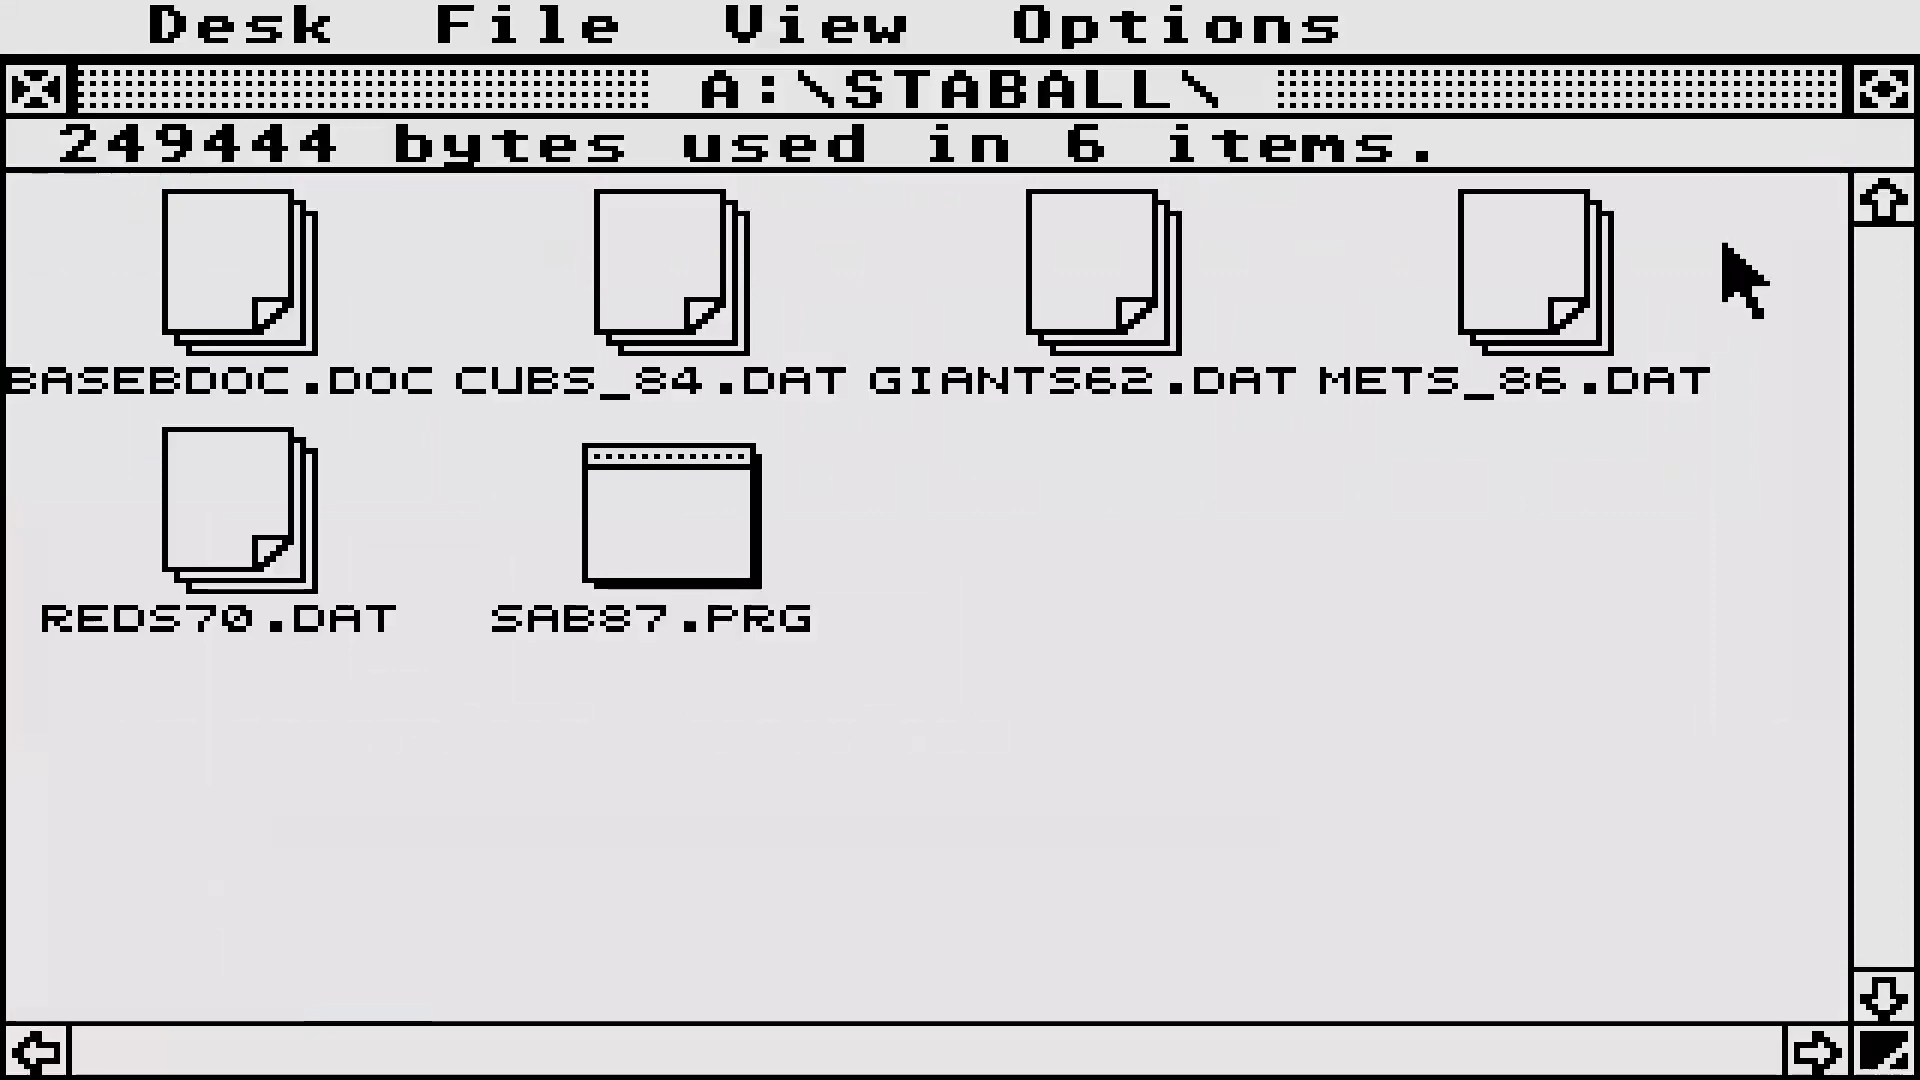 Desk File View Options
A:\STABALL\
249444 bytes used in 6 items.
BASEBDOC.DOC CUBS_84.DAT GIANTS62.DAT METS_86.DAT
REDS70.DAT SAB87.PRG